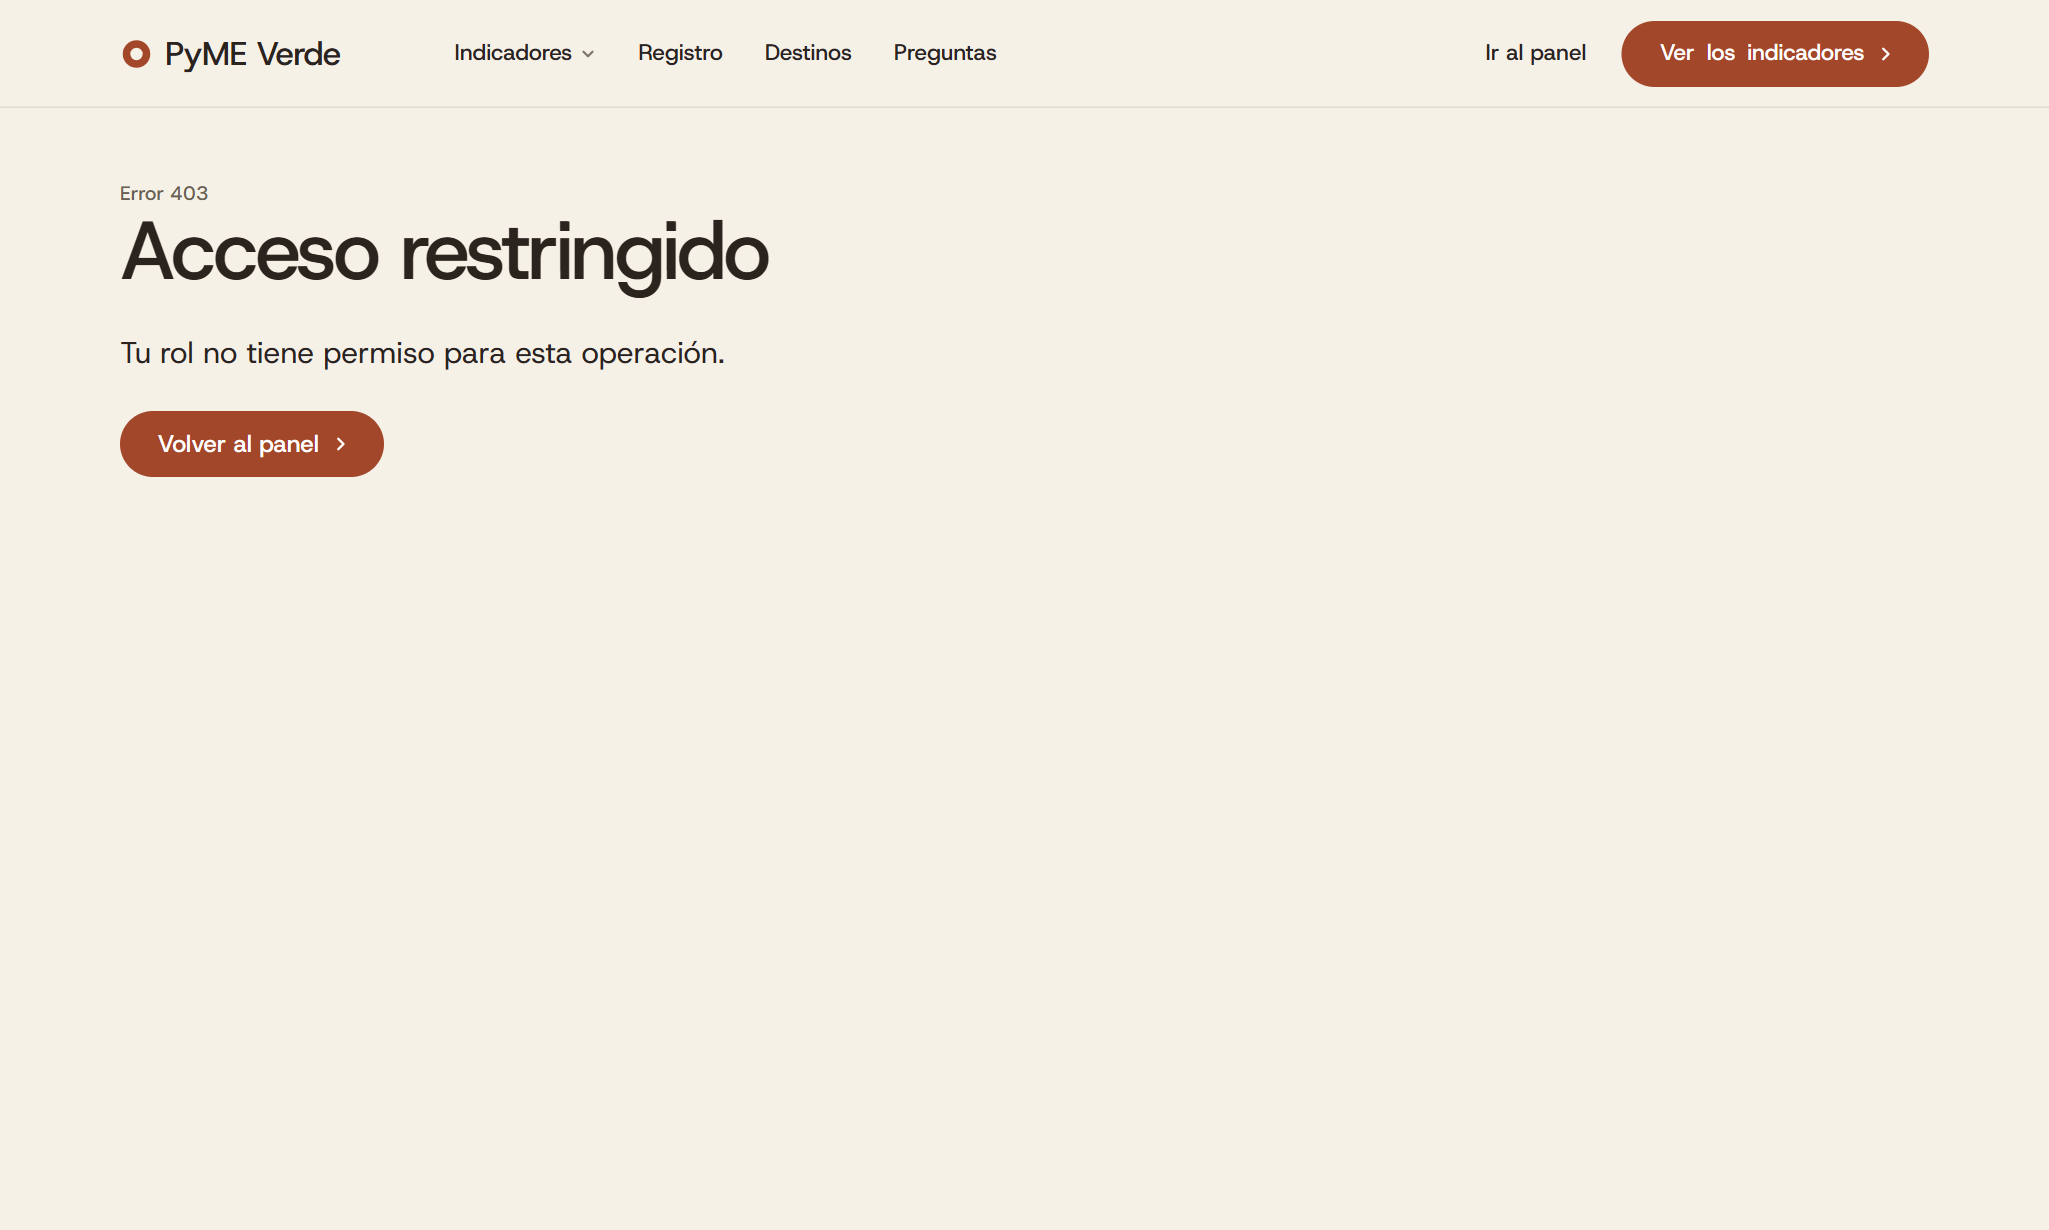 PyME Verde
Indicadores
Registro
Destinos
Preguntas
Ir al panel
Ver los indicadores
Error 403
Acceso restringido
Tu rol no tiene permiso para esta operación.
Volver al panel